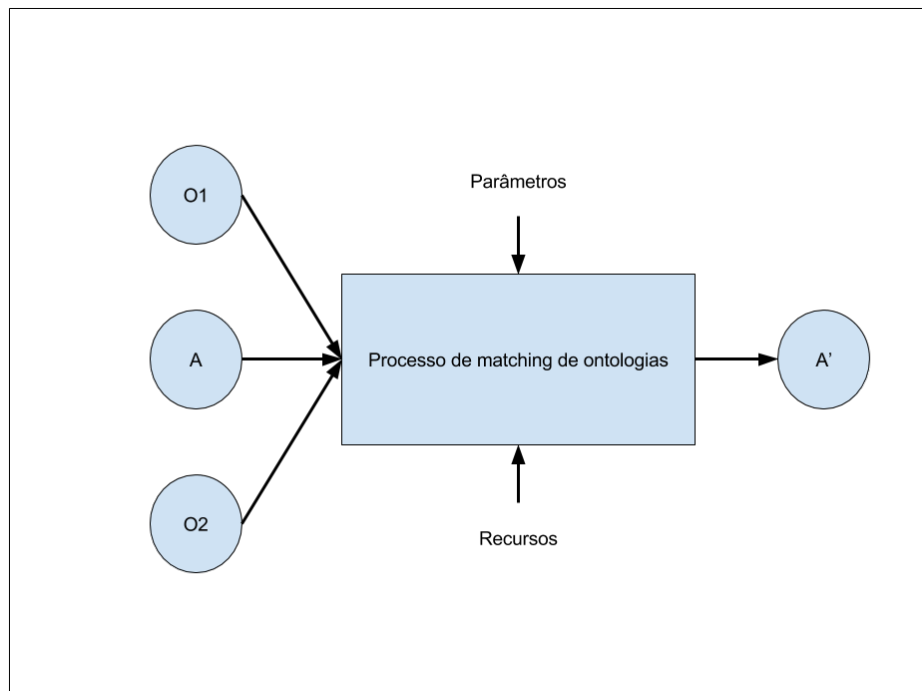 O1
Parâmetros
A
Processo de matching de ontologias
A’
O2
Recursos